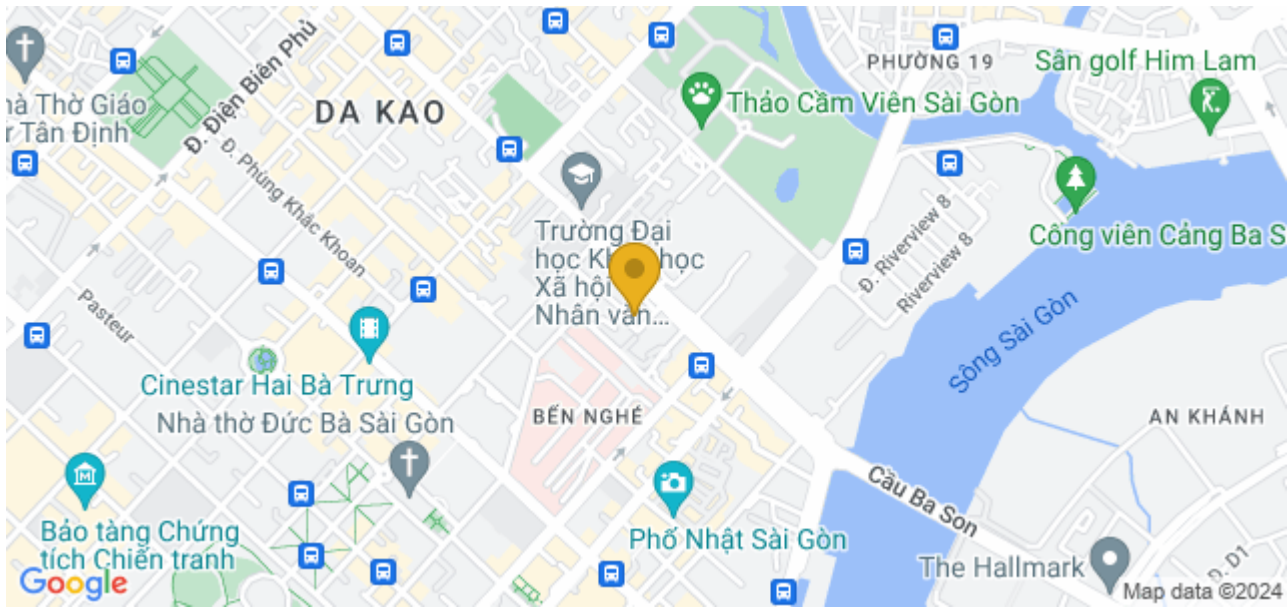 PHƯỜNG 19
Sân golf Him Lam
Đ. Điện Biên Phủ
hà Thờ Giáo
ứ Tân Định
DA KAO
Thảo Cầm Viên Sài Gòn
Đ. Phùng Khắc Khoan
Trường Đại
học Kh học
Xã hội
Nhân văn...
Đ. Riverview 8
Riverview 8
Công viên Cảng Ba S
Pasteur
Sông Sài Gòn
Cinestar Hai Bà Trưng
Nhà thờ Đức Bà Sài Gòn
BẾN NGHÉ
AN KHÁNH
Cầu Ba Son
Bảo tàng Chứng
tích Chiến tranh
Phố Nhật Sài Gòn
The Hallmark
Đ. D1
Google
Map data ©2024